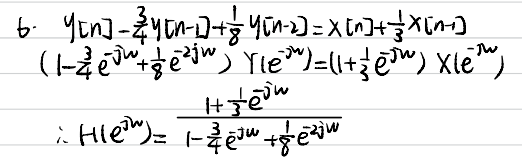 6. y[n]-3/4 y[n-1]+1/8 y[n-2]=x[n]+1/3 x[n-1]
(1-3/4 e^{-jw}+1/8 e^{-2jw}) Y(e^{-jw})=(1+1/3 e^{-jw}) X(e^{-jw})
∴ H(e^{jw})= (1+1/3 e^{-jw})/(1-3/4 e^{-jw}+1/8 e^{-2jw})